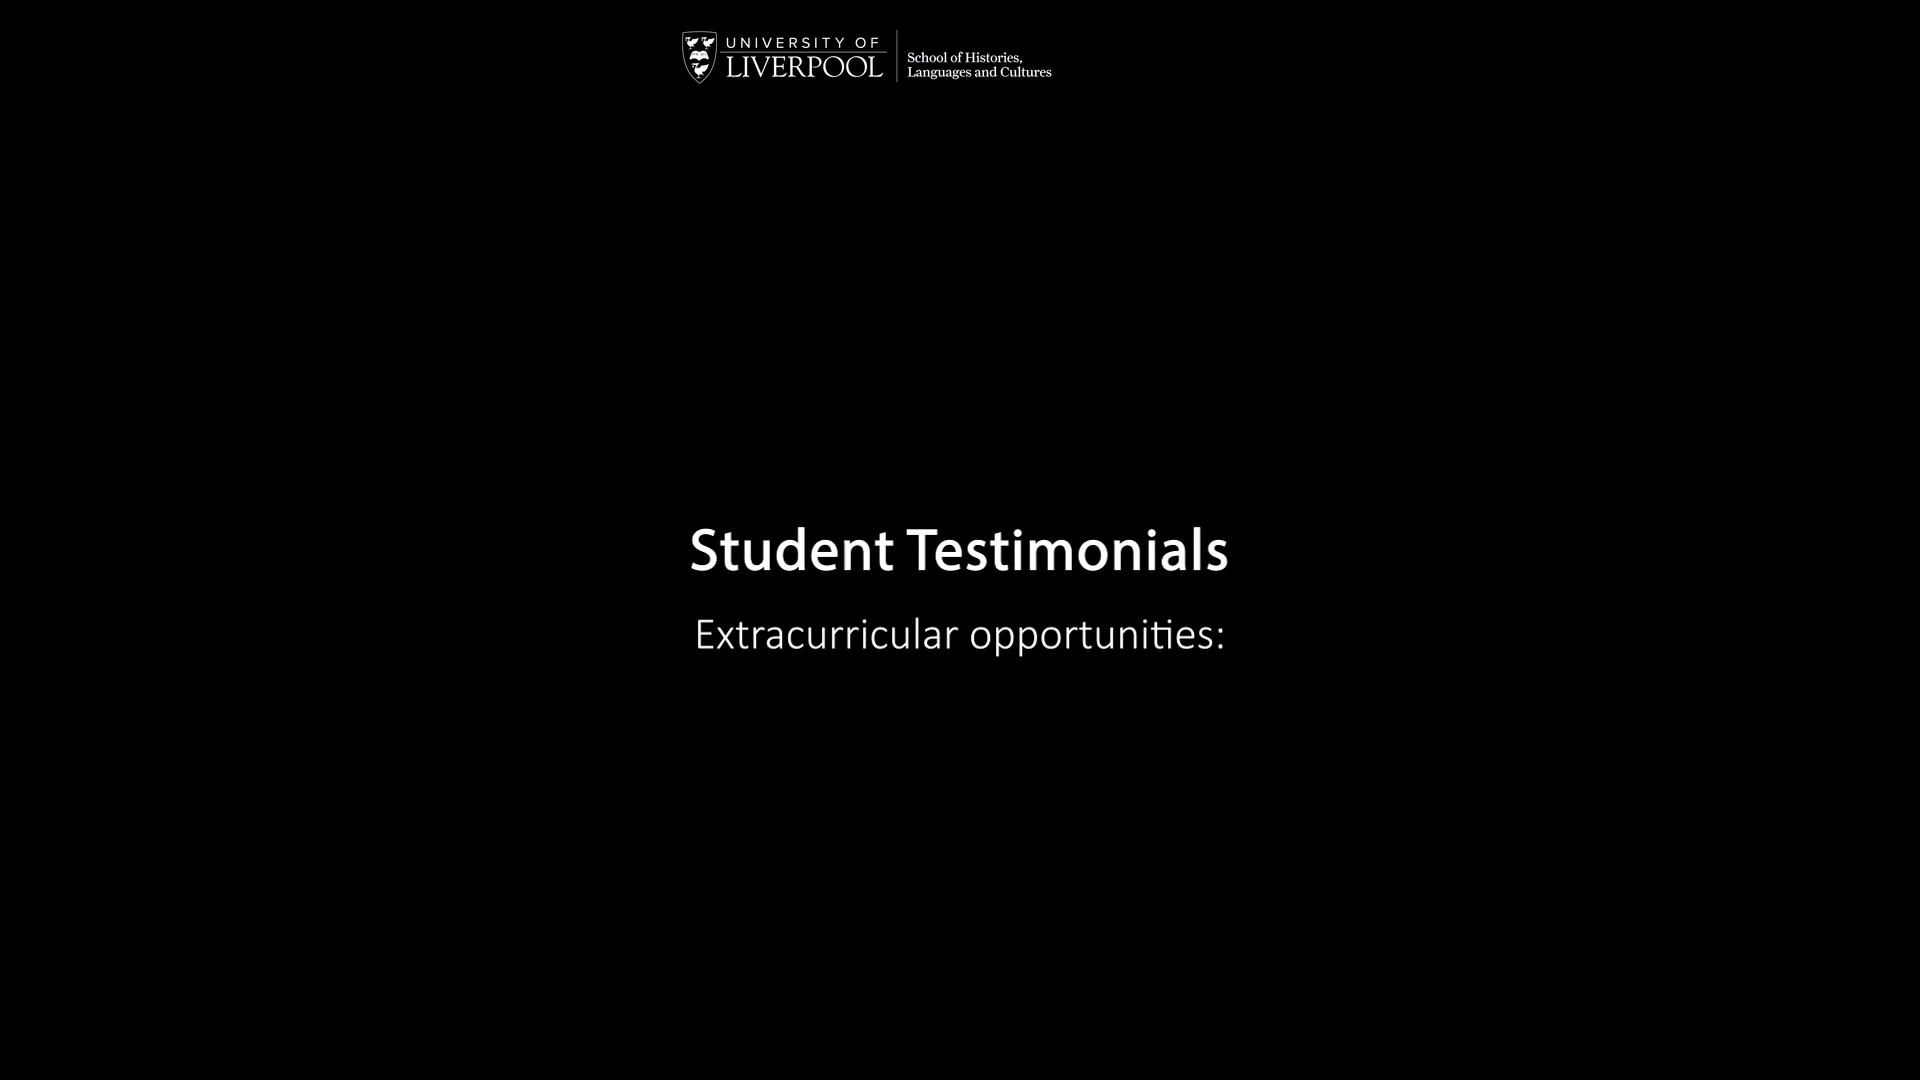 UNIVERSITY OF
LIVERPOOL
School of Histories,
Languages and Cultures
Student Testimonials
Extracurricular opportunities: